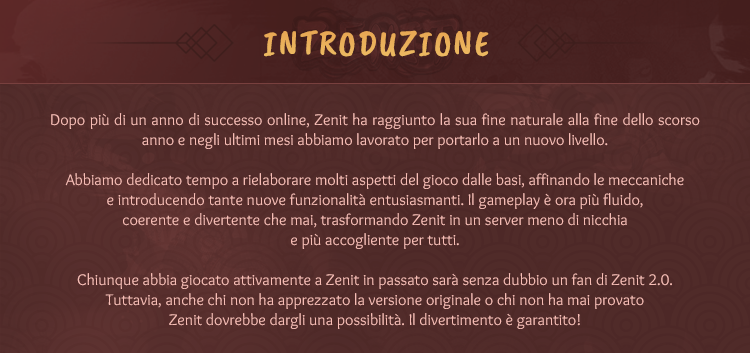 INTRODUZIONE
Dopo più di un anno di successo online, Zenit ha raggiunto la sua fine naturale alla fine dello scorso
anno e negli ultimi mesi abbiamo lavorato per portarlo a un nuovo livello.
Abbiamo dedicato tempo a rielaborare molti aspetti del gioco dalle basi, affinando le meccaniche
e introducendo tante nuove funzionalità entusiasmanti. Il gameplay è ora più fluido,
coerente e divertente che mai, trasformando Zenit in un server meno di nicchia
e più accogliente per tutti.
Chiunque abbia giocato attivamente a Zenit in passato sarà senza dubbio un fan di Zenit 2.0.
Tuttavia, anche chi non ha apprezzato la versione originale o chi non ha mai provato
Zenit dovrebbe dargli una possibilità. Il divertimento è garantito!